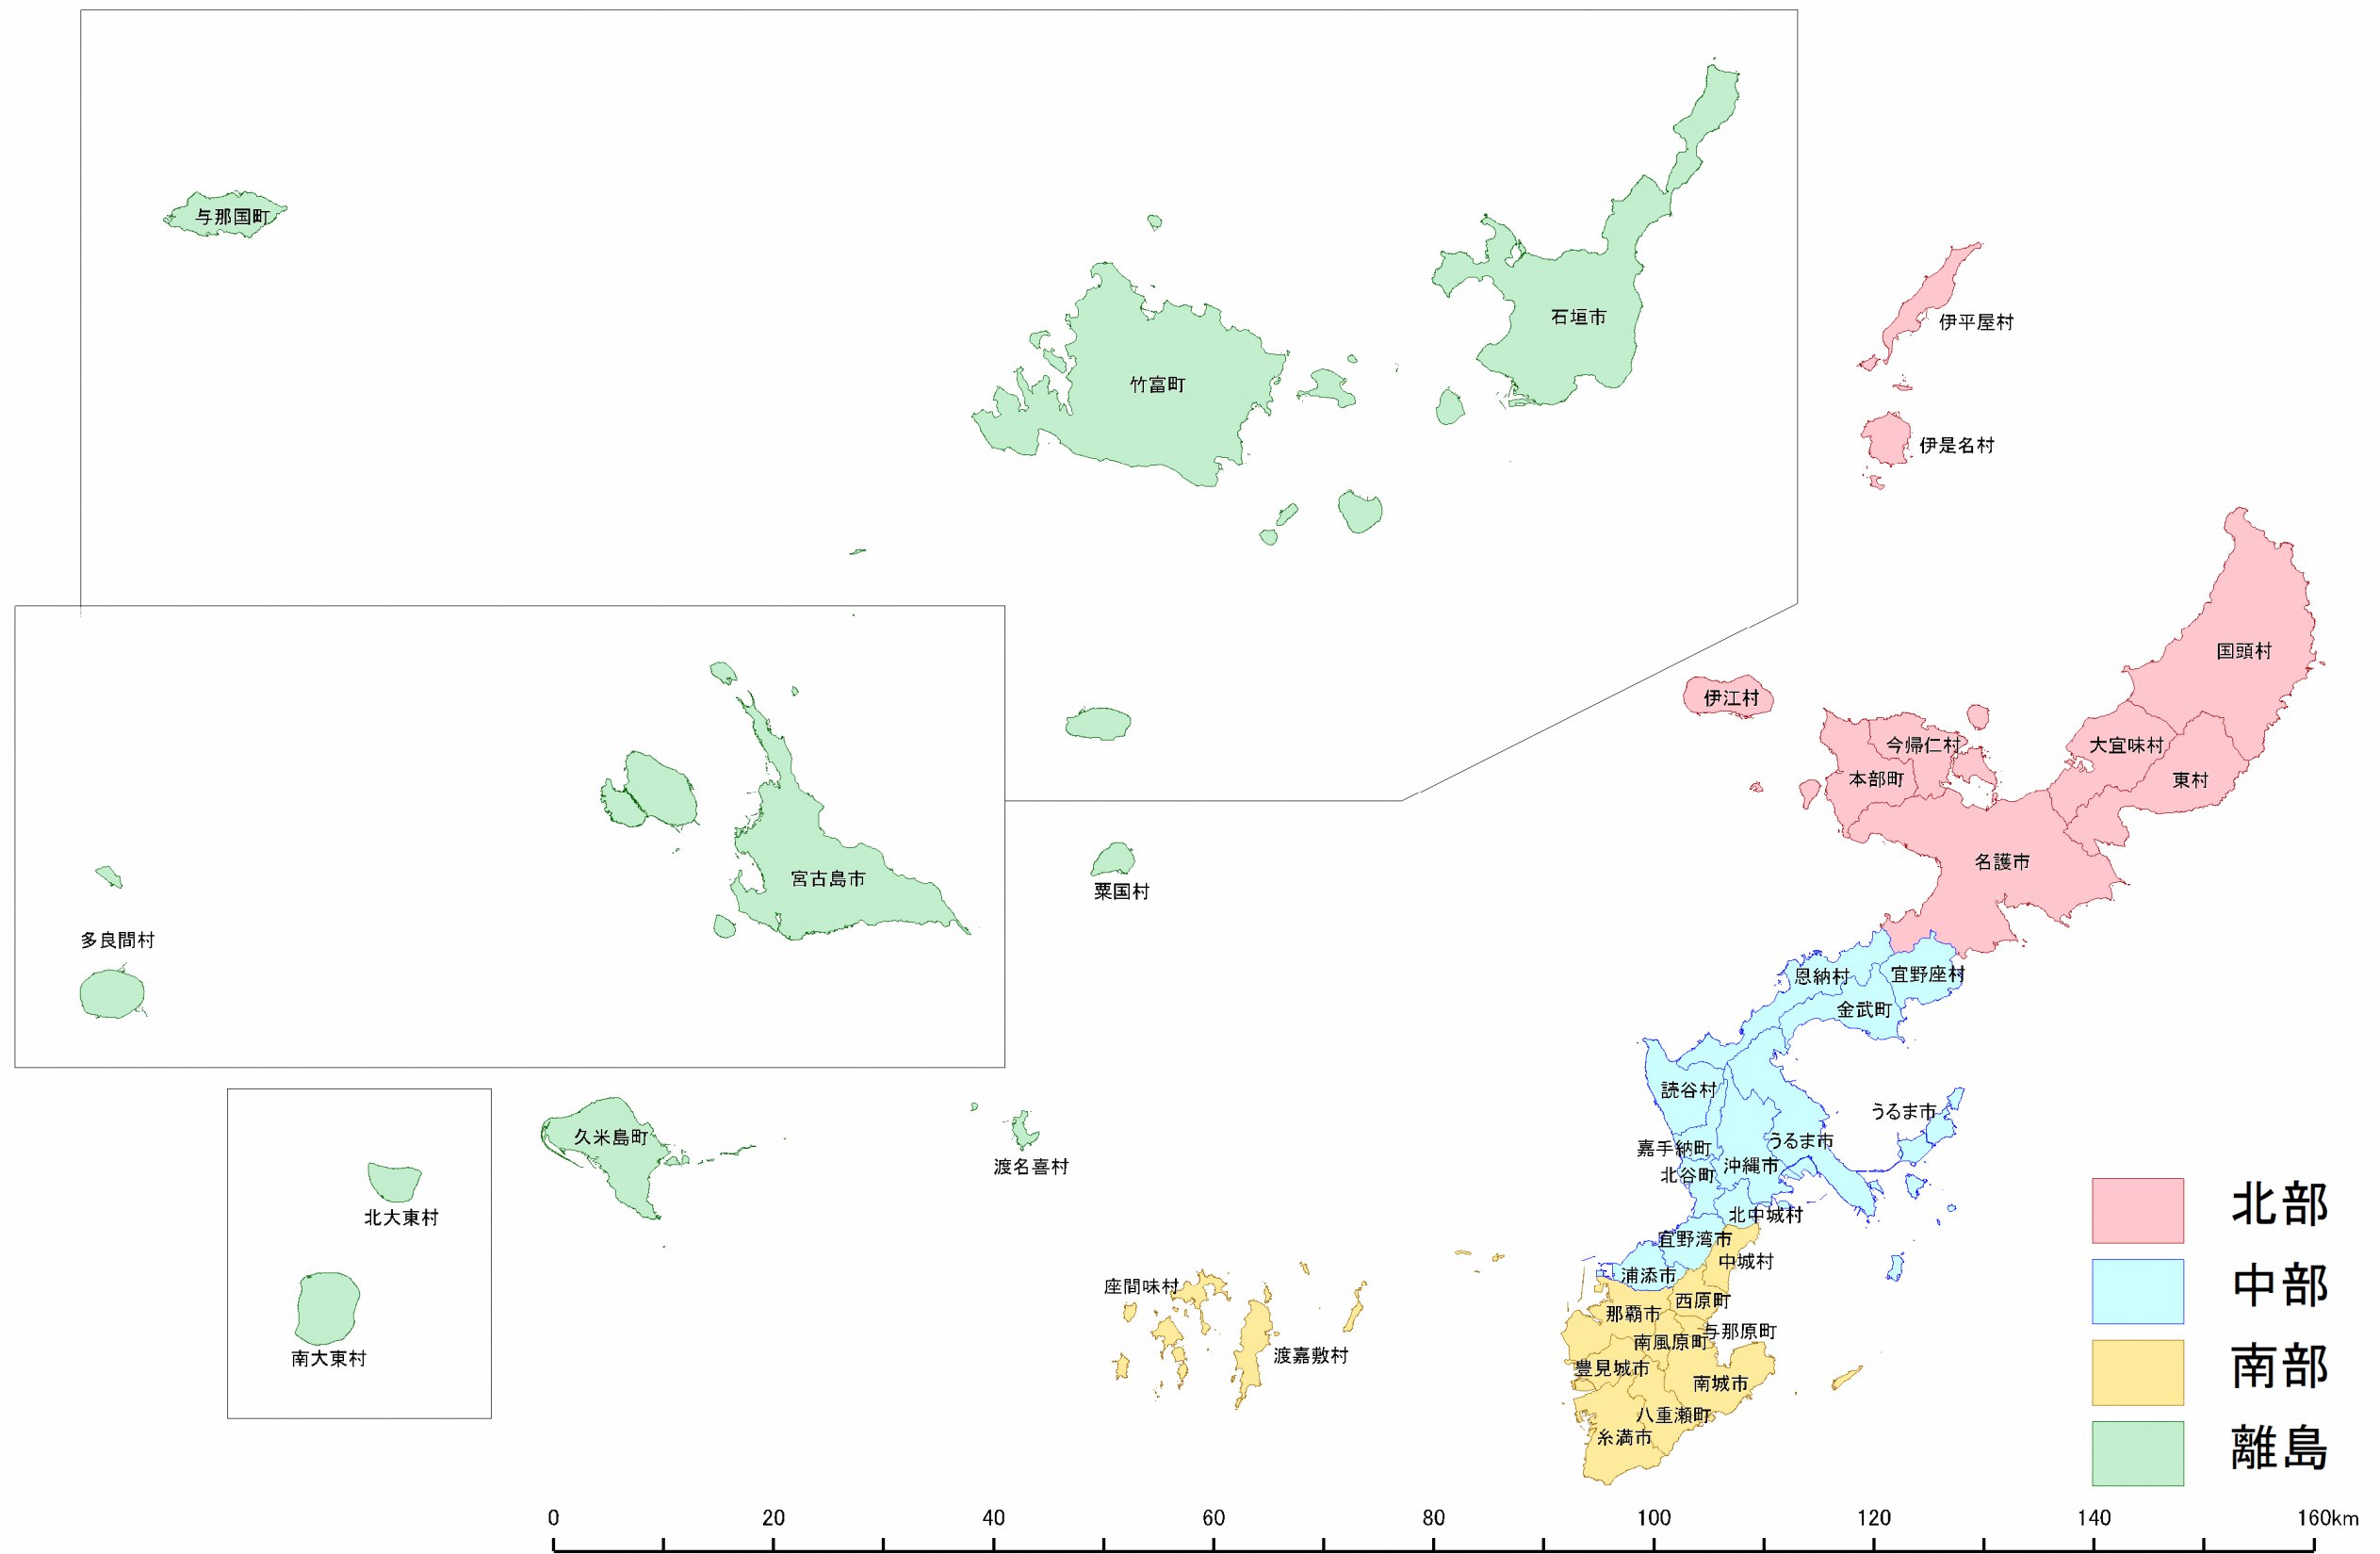 与那国町
石垣市
伊平屋村
竹富町
伊是名村
国頭村
伊江村
今帰仁村
大宜味村
本部町
東村
名護市
宮古島市
粟国村
多良間村
恩納村
宜野座村
金武町
読谷村
うるま市
久米島町
嘉手納町
うるま市
渡名喜村
沖縄市
北谷町
北大東村
北中城村
宜野湾市
中城村
浦添市
座間味村
西原町
那覇市
与那原町
南風原町
渡嘉敷村
南大東村
豊見城市
南城市
八重瀬町
糸満市
北部
中部
南部
離島
0 20 40 60 80 100 120 140 160km